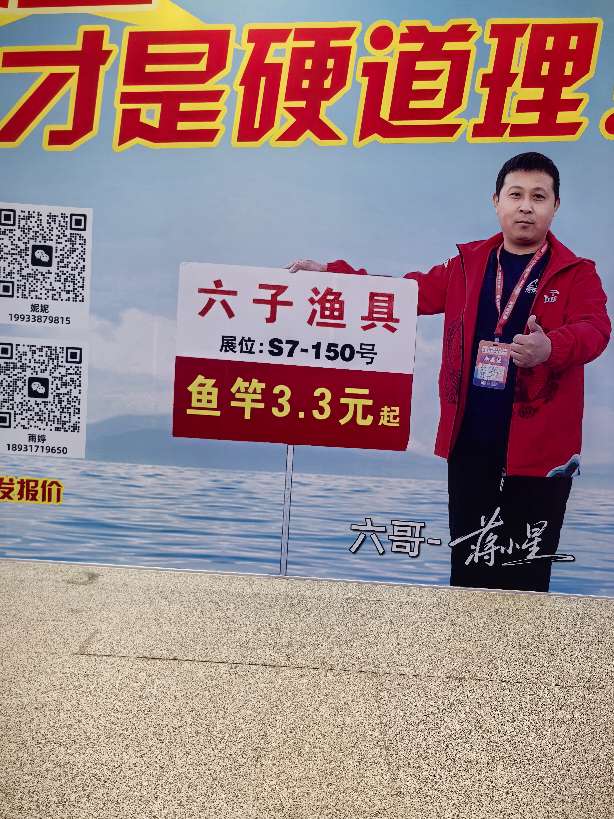 才是硬道理!
妮妮
19933879815
雨婷
18931719650
发报价
六子渔具
展位:S7-150号
鱼竿3.3元起
六哥-蒋小星